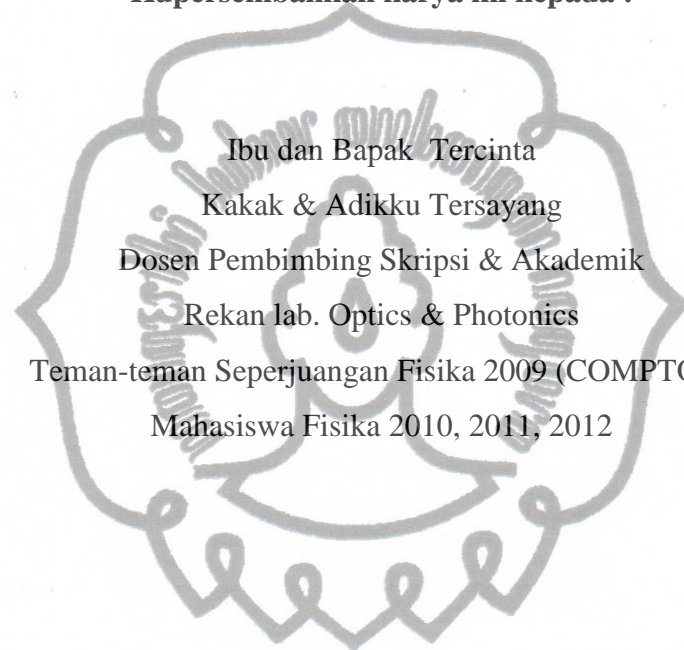 Kupersembahkan karya ini kepada :
Ibu dan Bapak Tercinta
Kakak & Adikku Tersayang
Dosen Pembimbing Skripsi & Akademik
Rekan lab. Optics & Photonics
Teman-teman Seperjuangan Fisika 2009 (COMPTO
Mahasiswa Fisika 2010, 2011, 2012